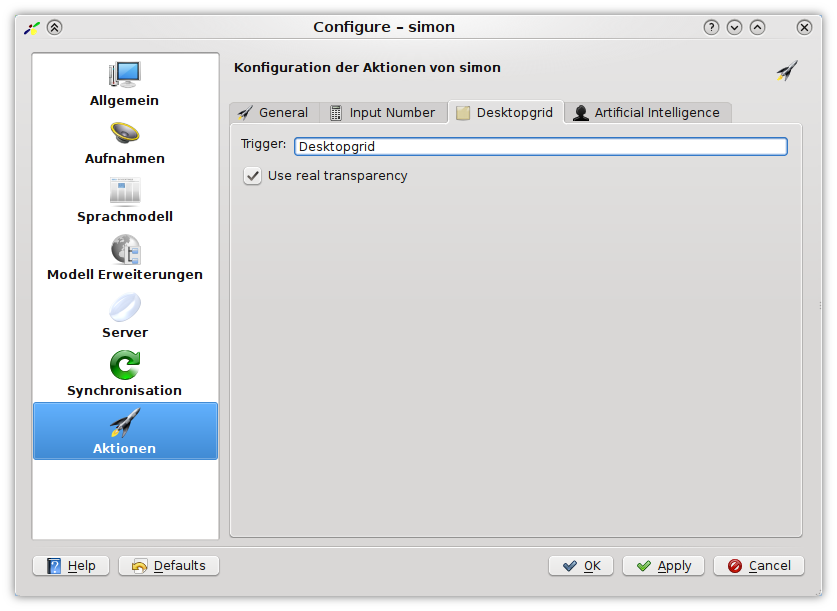 Configure – simon
Allgemein
Aufnahmen
Sprachmodell
Modell Erweiterungen
Server
Synchronisation
Aktionen
Konfiguration der Aktionen von simon
General Input Number Desktopgrid Artificial Intelligence
Trigger: Desktopgrid
Use real transparency
Help Defaults OK Apply Cancel